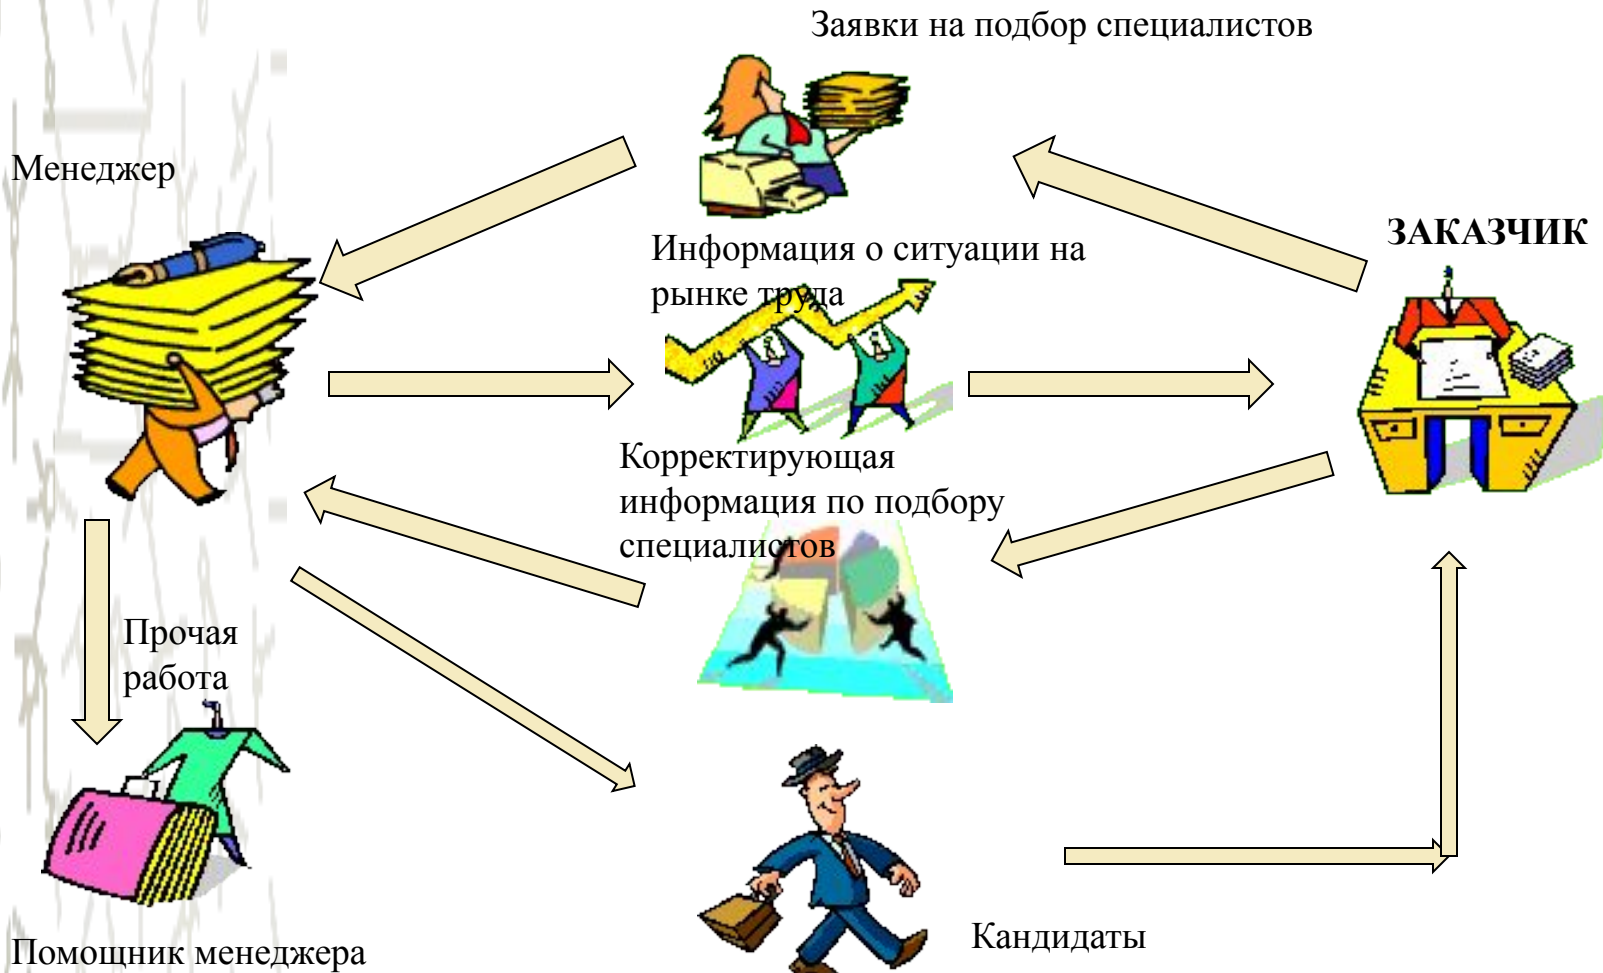 Заявки на подбор специалистов
Менеджер
ЗАКАЗЧИК
Информация о ситуации на
рынке труда
Корректирующая
информация по подбору
специалистов
Прочая
работа
Кандидаты
Помощник менеджера